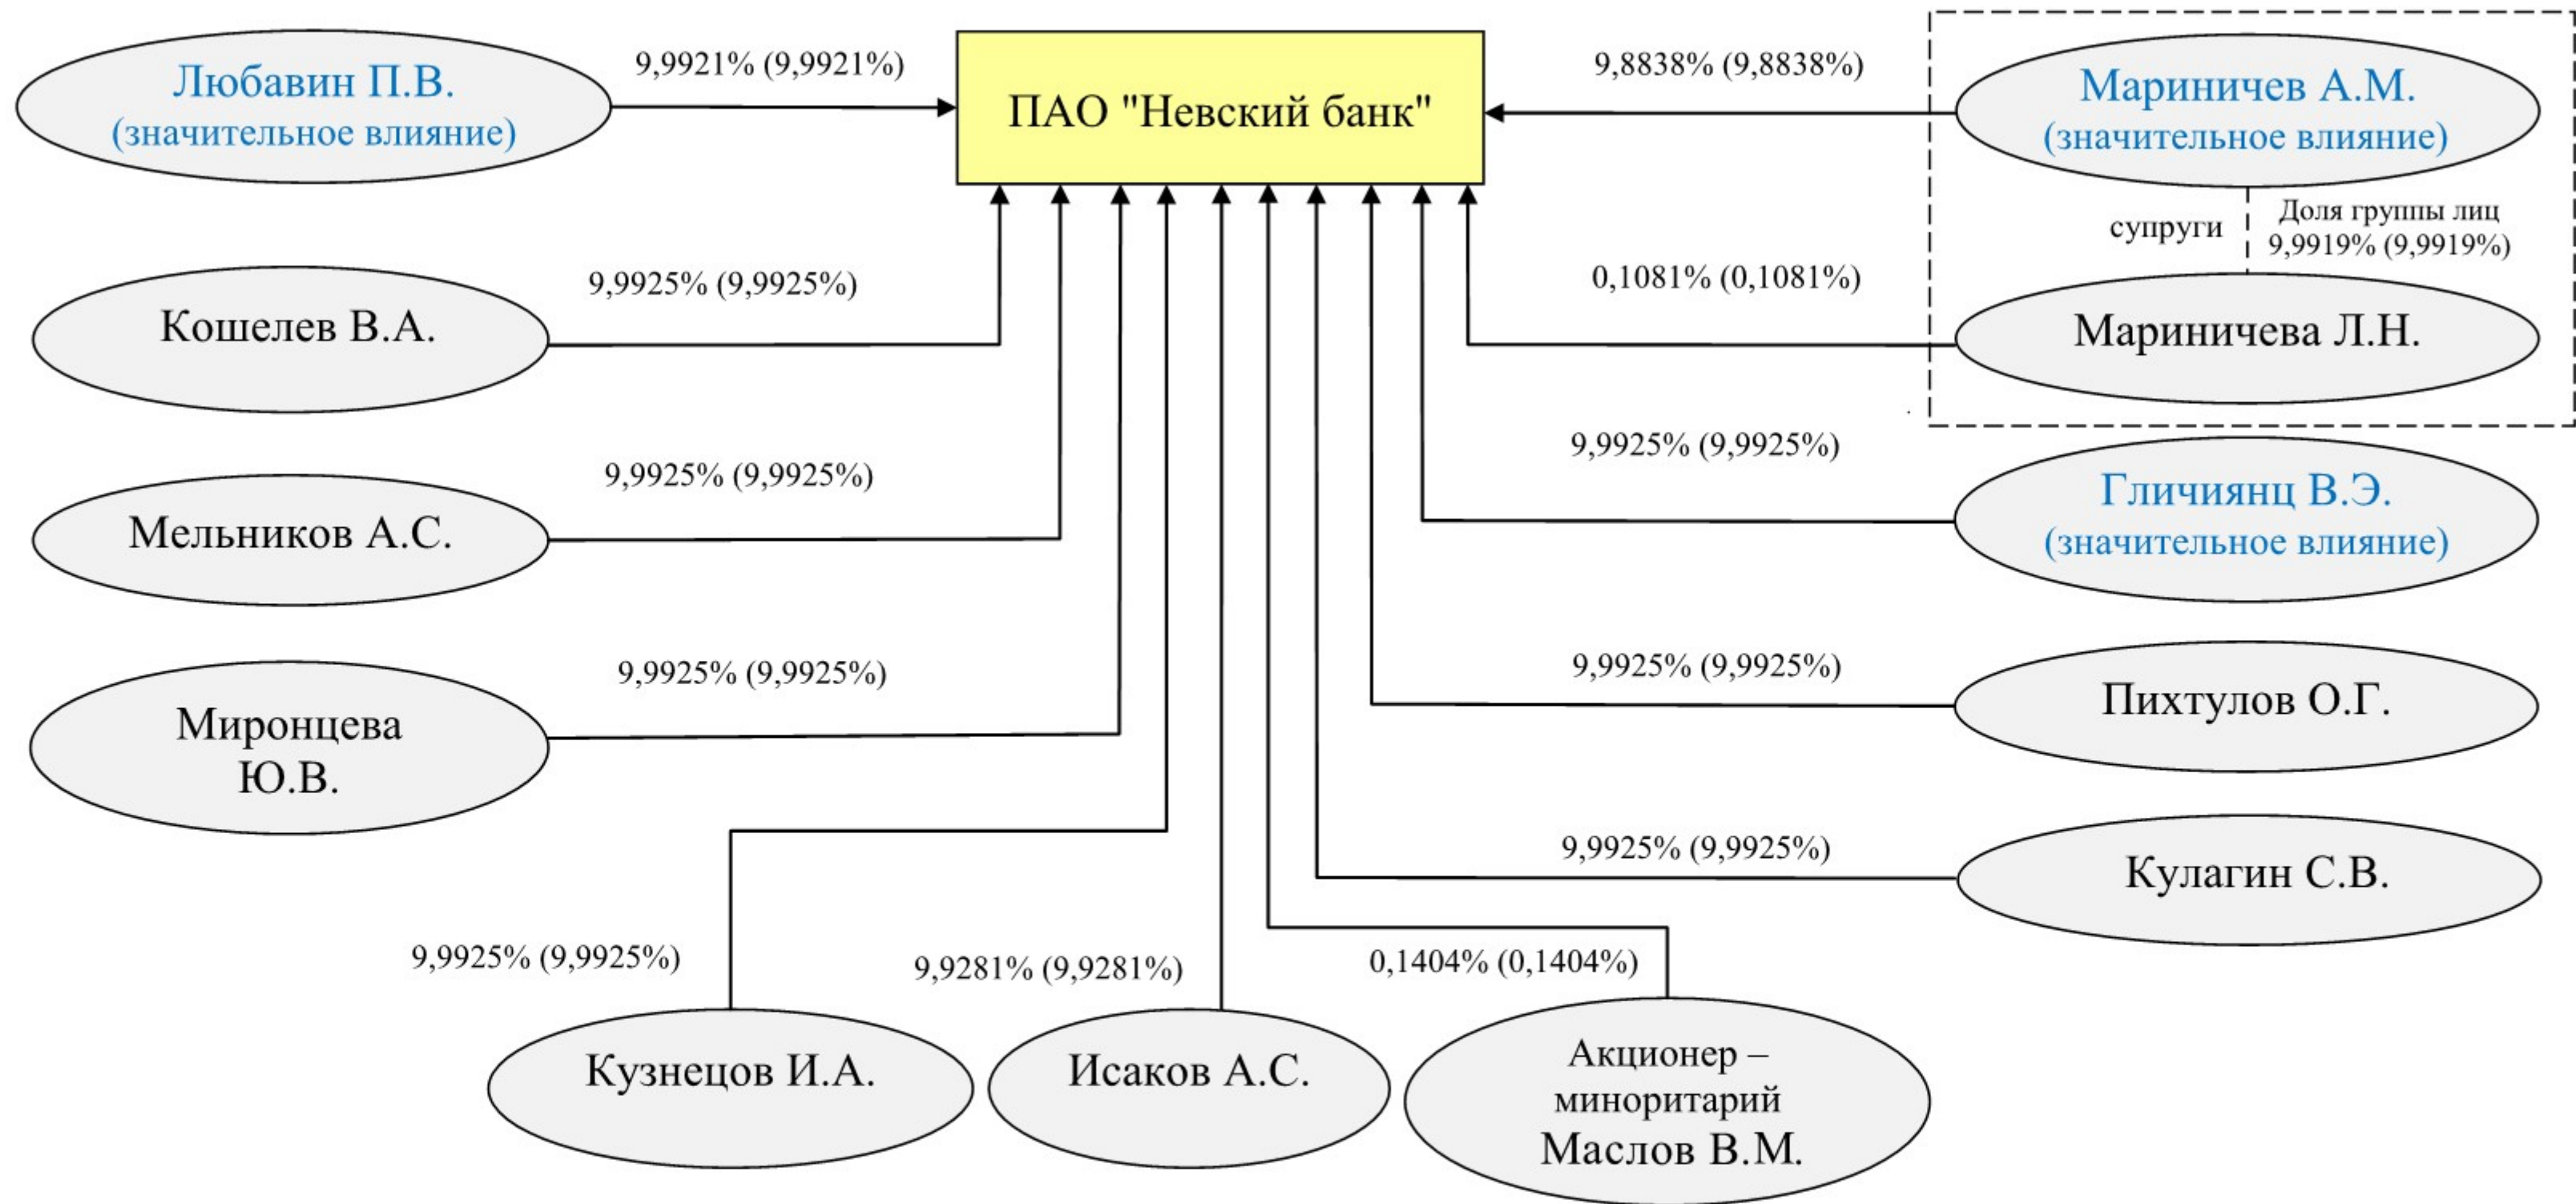 Любавин П.В.
(значительное влияние)
9,9921% (9,9921%)
ПАО "Невский банк"
9,8838% (9,8838%)
Мариничев А.М.
(значительное влияние)
супруги
Доля группы лиц
9,9919% (9,9919%)
9,9925% (9,9925%)
Кошелев В.А.
0,1081% (0,1081%)
Мариничева Л.Н.
9,9925% (9,9925%)
Мельников А.С.
9,9925% (9,9925%)
Гличиянц В.Э.
(значительное влияние)
9,9925% (9,9925%)
Миронцева
Ю.В.
9,9925% (9,9925%)
Пихтулов О.Г.
9,9925% (9,9925%)
Кулагин С.В.
9,9925% (9,9925%)
Кузнецов И.А.
9,9281% (9,9281%)
Исаков А.С.
0,1404% (0,1404%)
Акционер –
миноритарий
Маслов В.М.